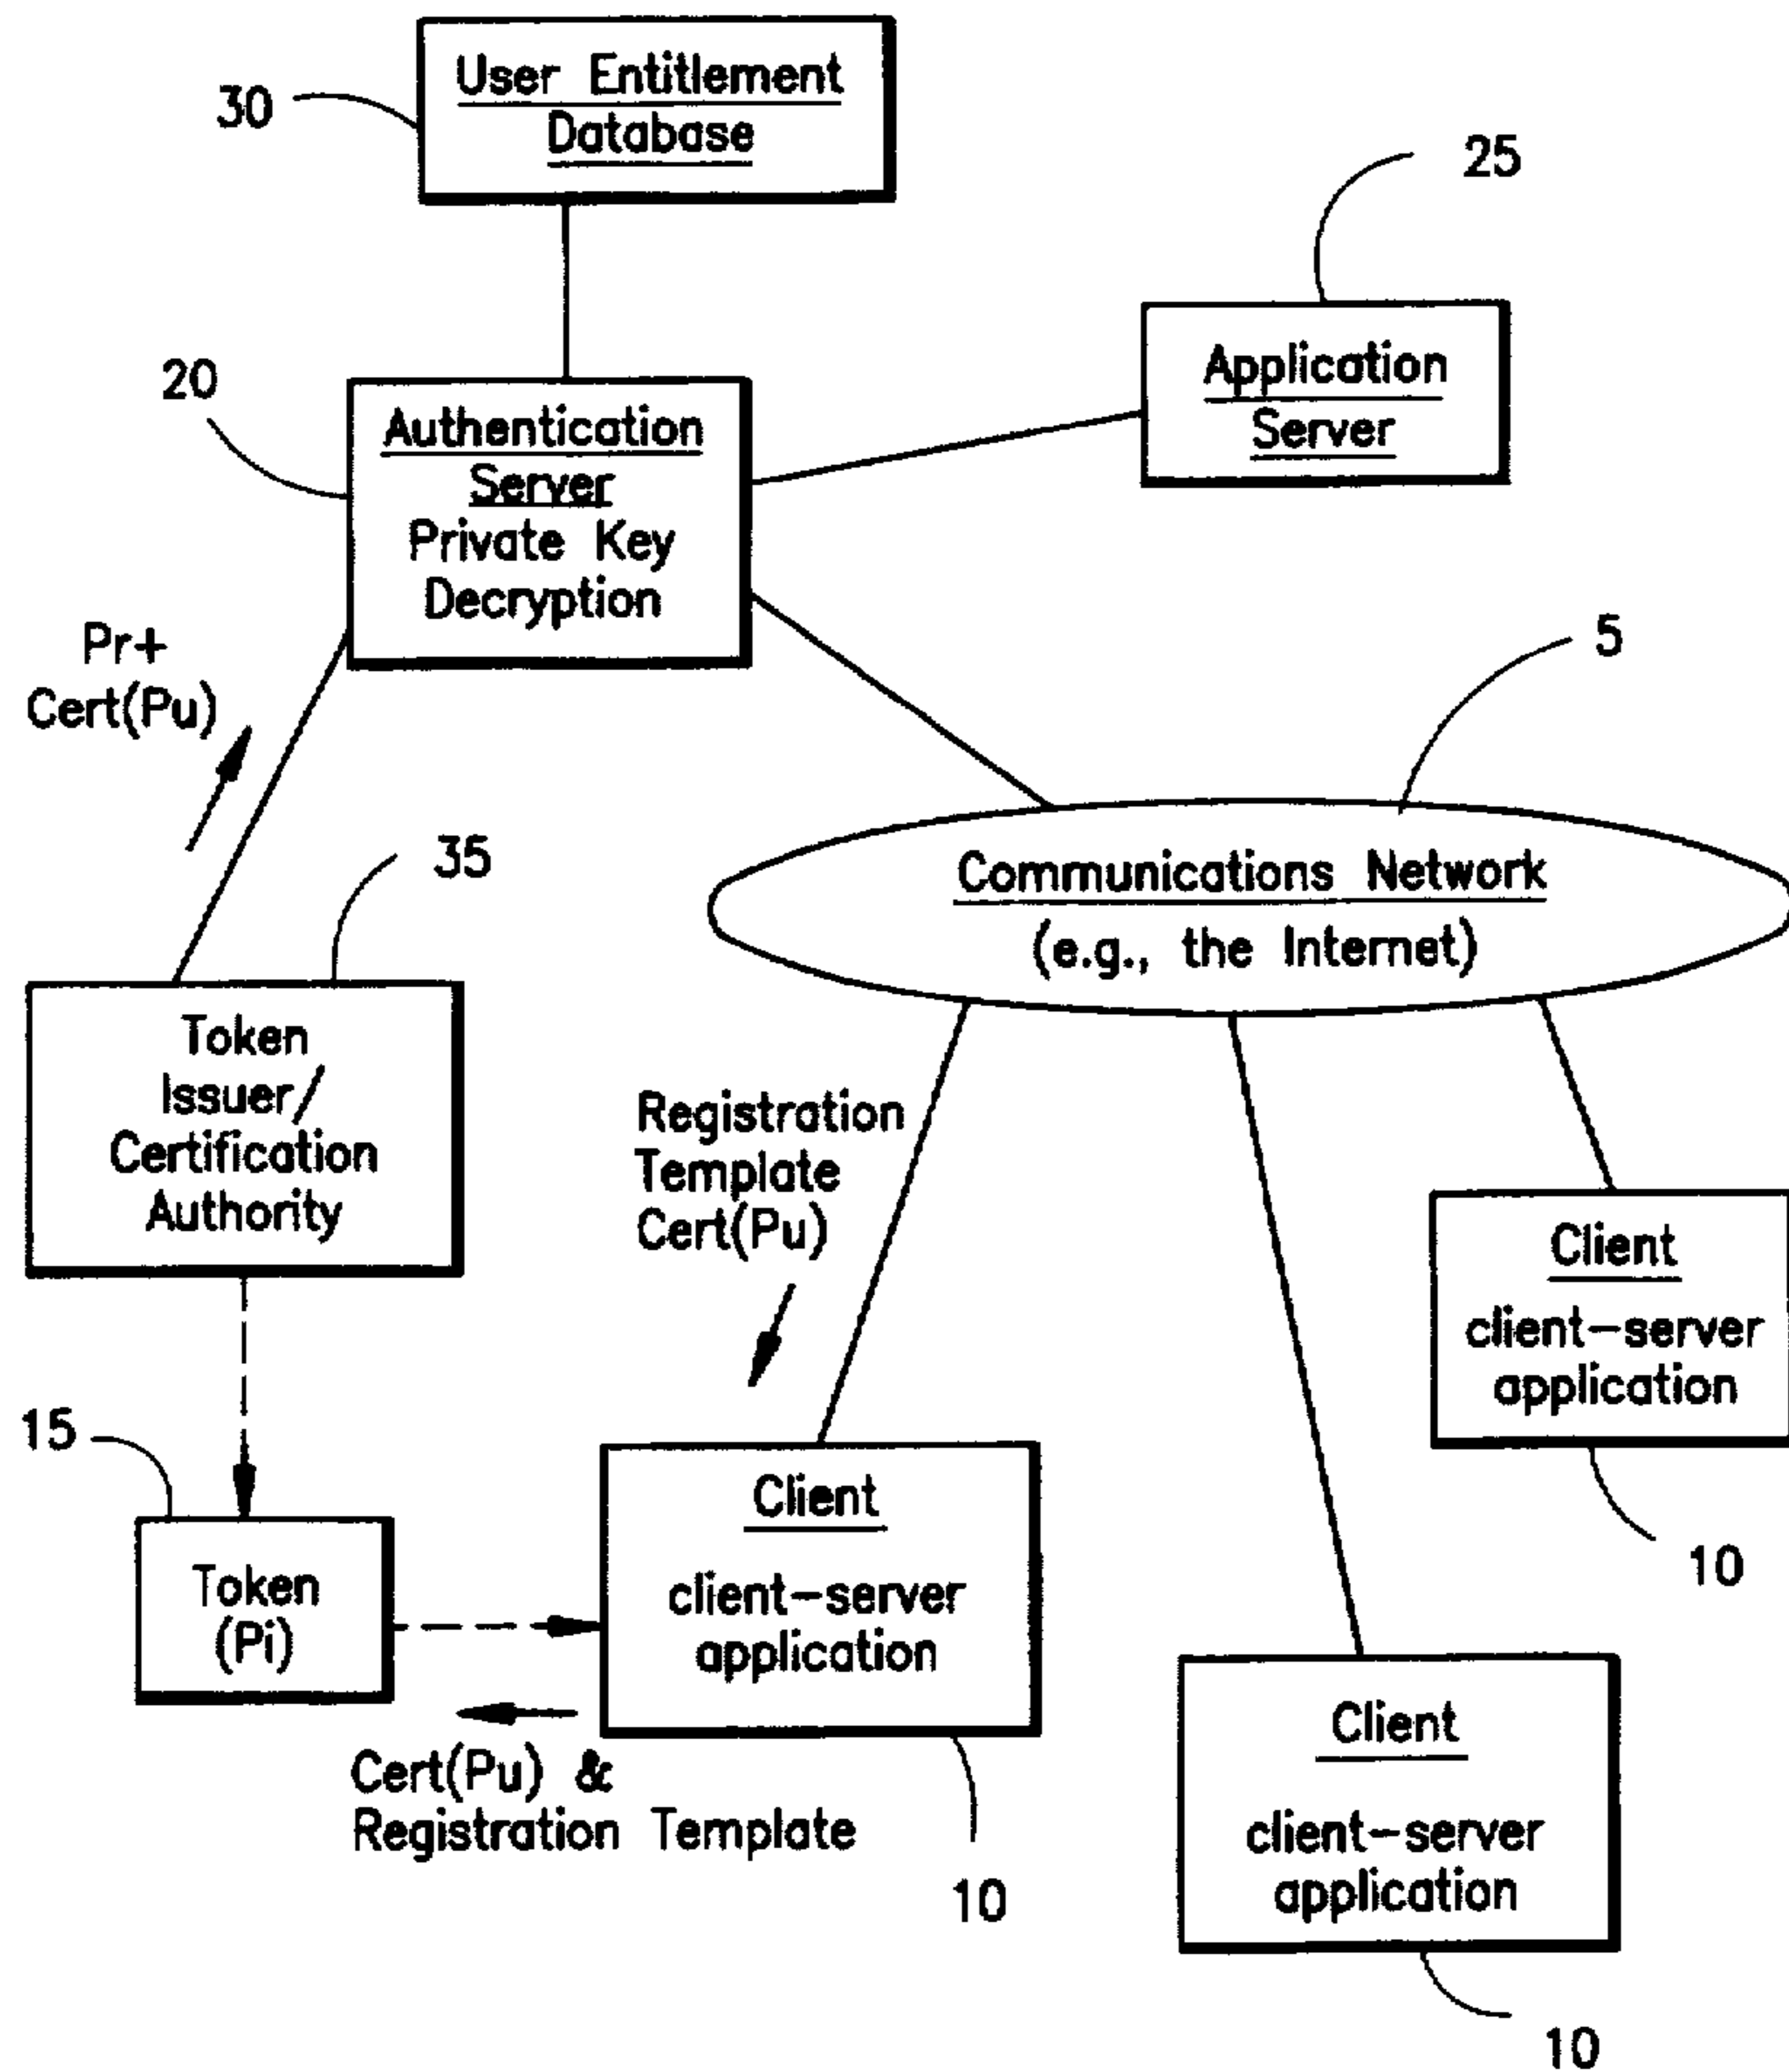 User Entitlement
Database
30
25
Application
Server
20
Authentication
Server
Private Key
Decryption
Pr+
Cert(Pu)
5
35
Communications Network
(e.g., the Internet)
Token
Issuer/
Certification
Authority
Registration
Template
Cert(Pu)
Client
client-server
application
10
15
Token
(Pi)
Client
client-server
application
Cert(Pu) &
Registration Template
10
Client
client-server
application
10